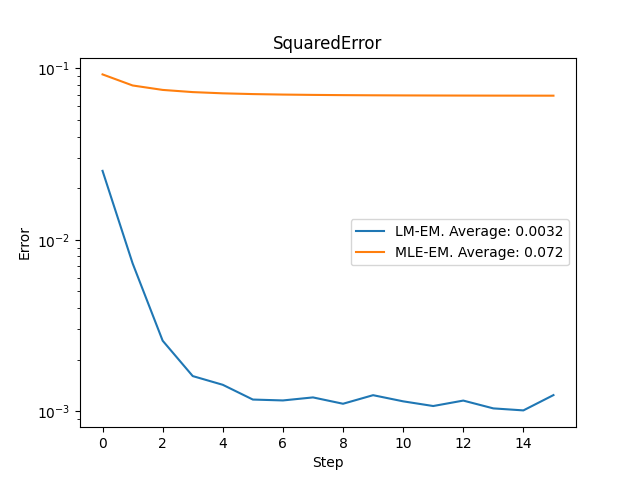 SquaredError
10⁻¹
10⁻²
10⁻³
Error
LM-EM. Average: 0.0032
MLE-EM. Average: 0.072
0 2 4 6 8 10 12 14
Step